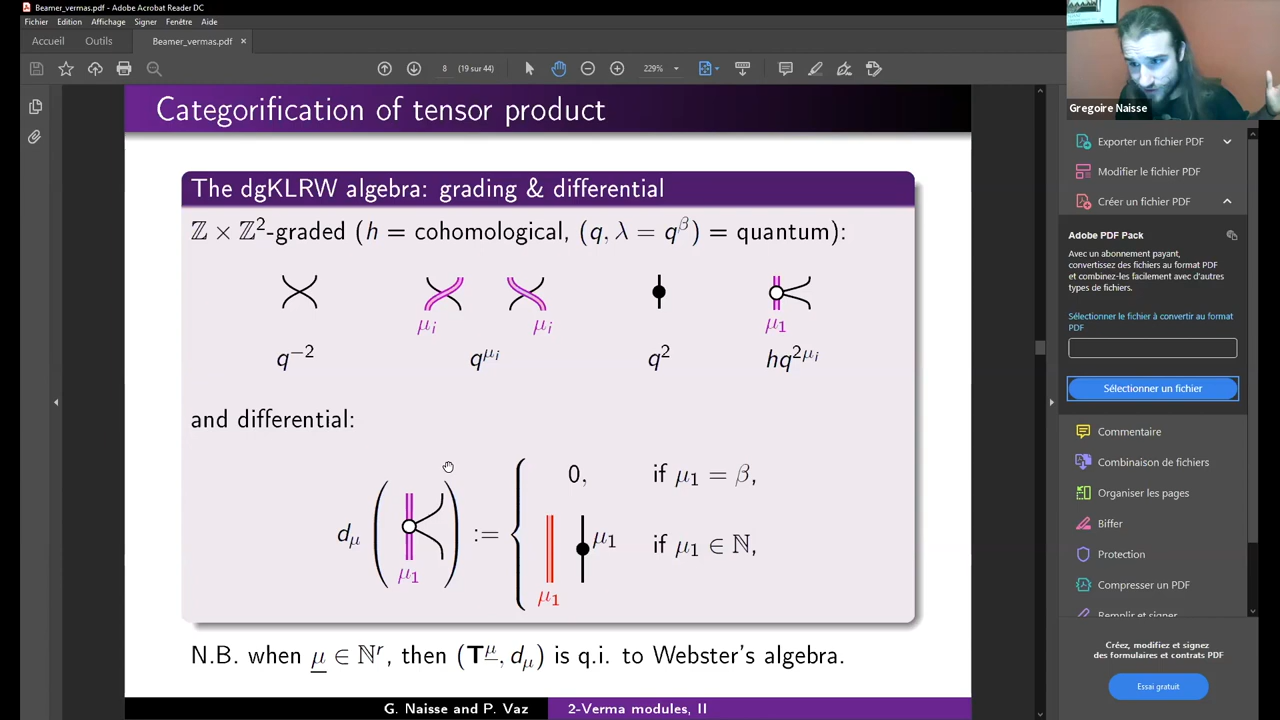 Beamer_vermas.pdf - Adobe Acrobat Reader DC
Fichier Edition Affichage Signer Fenêtre Aide
Accueil Outils Beamer_vermas.pdf ×
8 (19 sur 44) 229%
Gregoire Naisse
Categorification of tensor product
The dgKLRW algebra: grading & differential
ℤ × ℤ²-graded (h = cohomological, (q, λ = q^β) = quantum):
μ_i μ_i μ_1
q^{-2} q^{μ_i} q^2 hq^{2μ_i}
and differential:
d_μ ( μ_1 ) := { 0, if μ_1 = β,
μ_1 μ_1 if μ_1 ∈ ℕ,
N.B. when μ ∈ ℕ^r, then (T^μ, d_μ) is q.i. to Webster's algebra.
G. Naisse and P. Vaz 2-Verma modules, II
Exporter un fichier PDF
Modifier le fichier PDF
Créer un fichier PDF
Adobe PDF Pack
Avec un abonnement payant,
convertissez des fichiers au format PDF
et combinez-les facilement avec d'autres
types de fichiers.
Sélectionner le fichier à convertir au format
PDF
Sélectionner un fichier
Commentaire
Combinaison de fichiers
Organiser les pages
Biffer
Protection
Compresser un PDF
Remplir et signer
Créez, modifiez et signez
des formulaires et contrats PDF
Essai gratuit